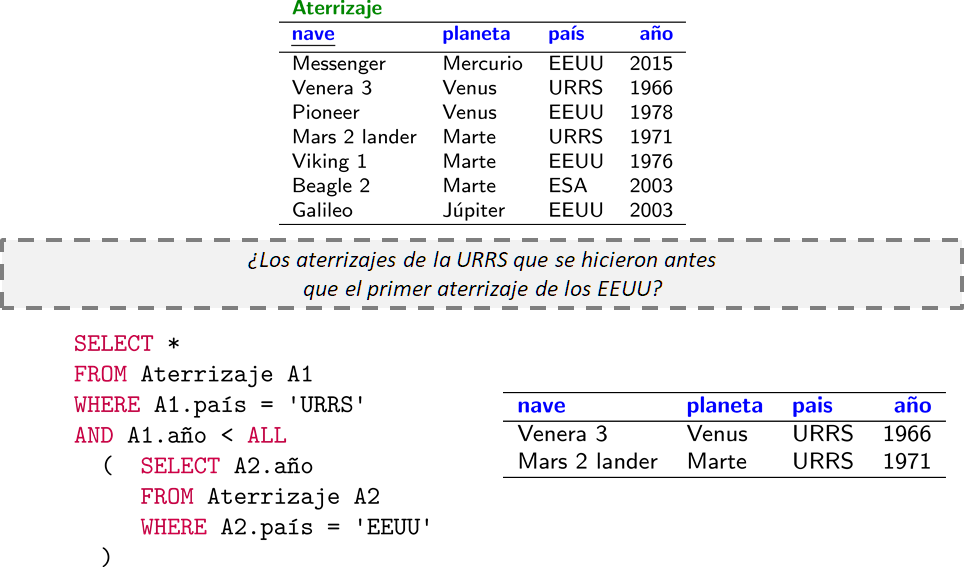 Aterrizaje
nave planeta país año
Messenger Mercurio EEUU 2015
Venera 3 Venus URRS 1966
Pioneer Venus EEUU 1978
Mars 2 lander Marte URRS 1971
Viking 1 Marte EEUU 1976
Beagle 2 Marte ESA 2003
Galileo Júpiter EEUU 2003
¿Los aterrizajes de la URRS que se hicieron antes
que el primer aterrizaje de los EEUU?
SELECT *
FROM Aterrizaje A1
WHERE A1.país = 'URRS'
AND A1.año < ALL
( SELECT A2.año
FROM Aterrizaje A2
WHERE A2.país = 'EEUU'
)
nave planeta pais año
Venera 3 Venus URRS 1966
Mars 2 lander Marte URRS 1971